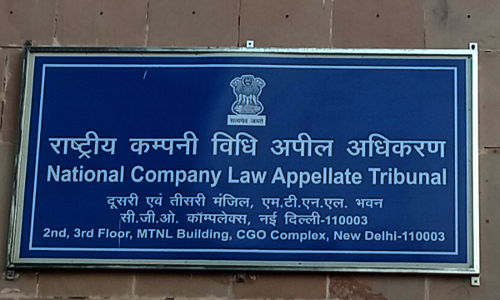 सत्यमेव जयते
राष्ट्रीय कम्पनी विधि अपील अधिकरण
National Company Law Appellate Tribunal
दूसरी एवं तीसरी मंजिल, एम.टी.एन.एल. भवन
सी.जी.ओ. कॉम्पलेक्स, नई दिल्ली-110003
2nd, 3rd Floor, MTNL Building, CGO Complex, New Delhi-110003